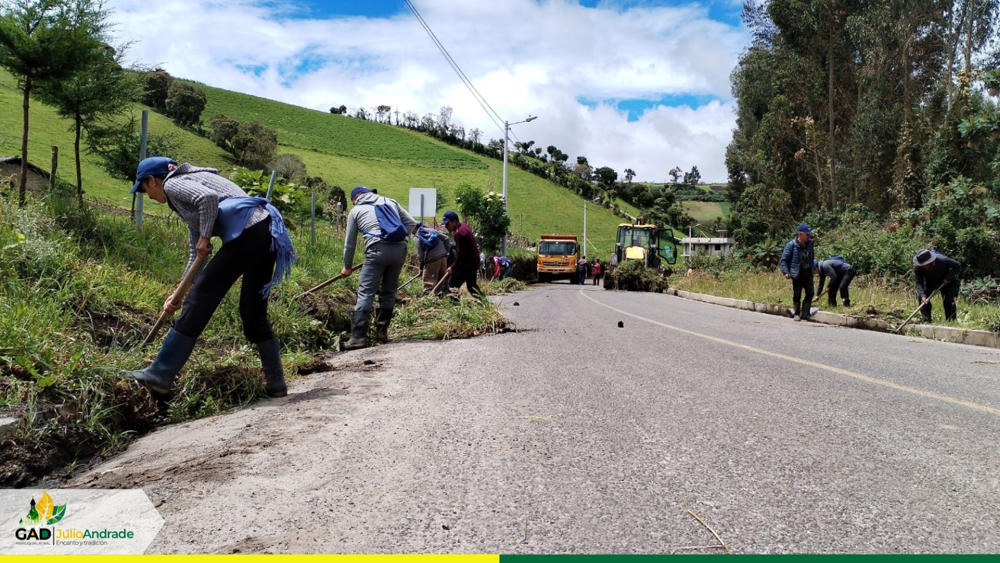 GAD JulioAndrade
PARROQUIAL RURAL Encanto y tradición